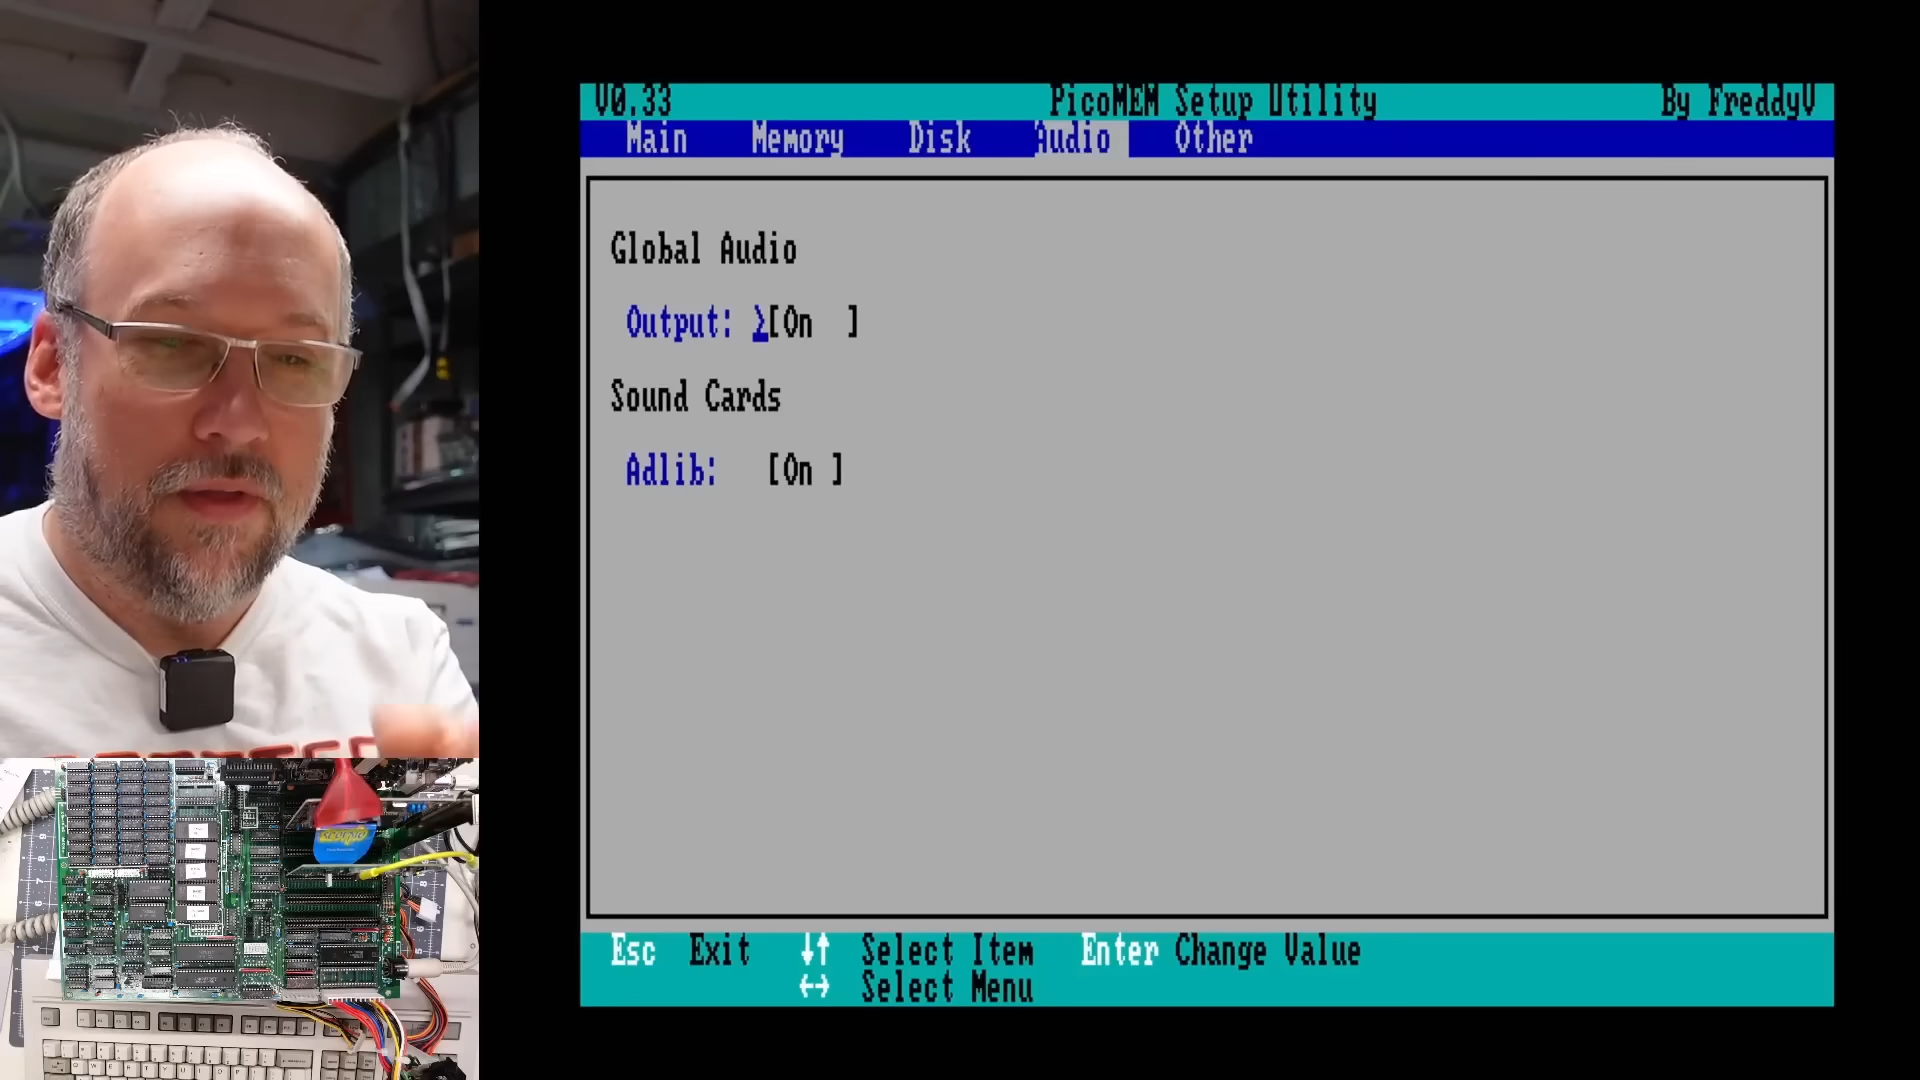 V0.33 PicoMEM Setup Utility By FreddyV
Main Memory Disk Audio Other
Global Audio
Output: [On ]
Sound Cards
Adlib: [On ]
Esc Exit ↓↑ Select Item Enter Change Value
↔ Select Menu
scorpio